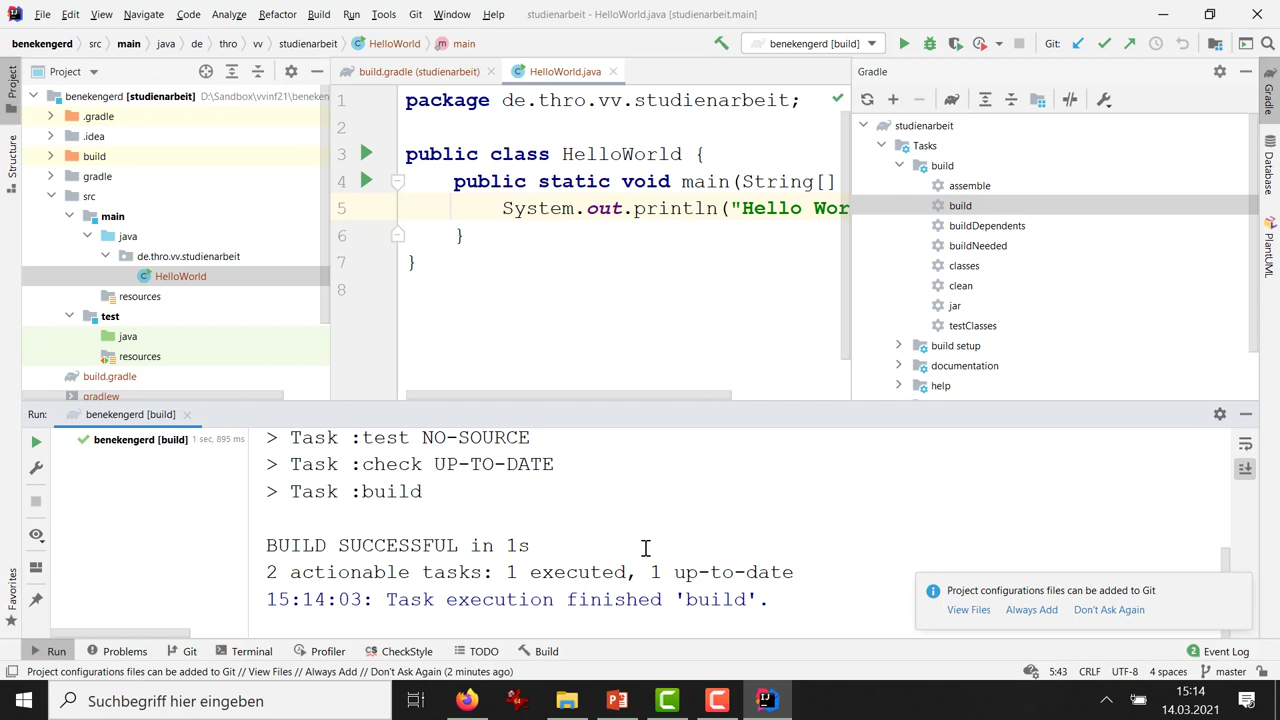 File Edit View Navigate Code Analyze Refactor Build Run Tools Git Window Help studienarbeit - HelloWorld.java [studienarbeit.main]
benekengerd src main java de thro vv studienarbeit HelloWorld main benekengerd [build] Git:
Project
build.gradle (studienarbeit) HelloWorld.java
Gradle
benekengerd [studienarbeit] D:\Sandbox\vvinf21\beneken
.gradle
.idea
build
gradle
src
main
java
de.thro.vv.studienarbeit
HelloWorld
resources
test
java
resources
build.gradle
gradlew
1 package de.thro.vv.studienarbeit;
2
3 public class HelloWorld {
4 public static void main(String[]
5 System.out.println("Hello Wor
6 }
7 }
8
studienarbeit
Tasks
build
assemble
build
buildDependents
buildNeeded
classes
clean
jar
testClasses
build setup
documentation
help
Project
Structure
Favorites
Gradle
Database
PlantUML
Run: benekengerd [build]
benekengerd [build] 1 sec, 895 ms
> Task :test NO-SOURCE
> Task :check UP-TO-DATE
> Task :build
BUILD SUCCESSFUL in 1s
2 actionable tasks: 1 executed, 1 up-to-date
15:14:03: Task execution finished 'build'.
Project configurations files can be added to Git
View Files Always Add Don't Ask Again
Run Problems Git Terminal Profiler CheckStyle TODO Build 2 Event Log
Project configurations files can be added to Git // View Files // Always Add // Don't Ask Again (2 minutes ago) 5:43 CRLF UTF-8 4 spaces master
Suchbegriff hier eingeben
15:14
14.03.2021